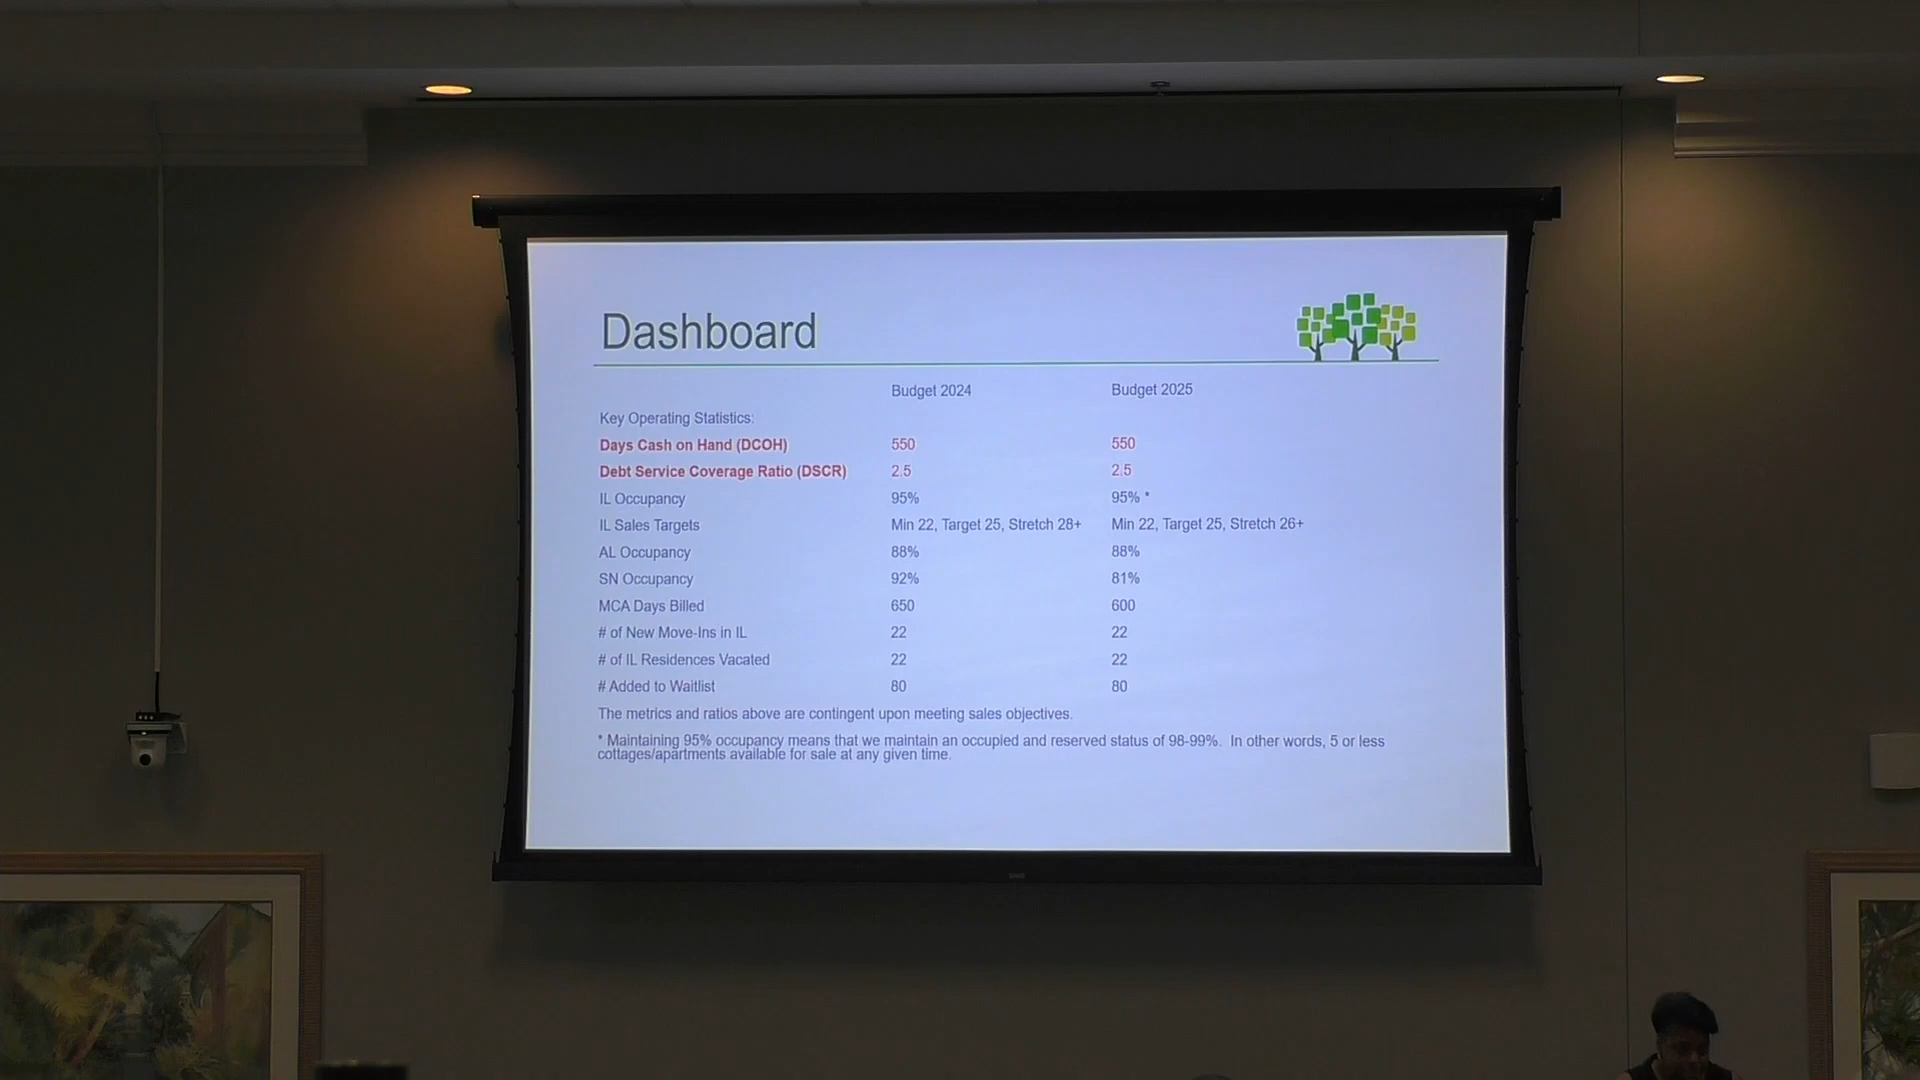 Dashboard
Budget 2024 Budget 2025
Key Operating Statistics:
Days Cash on Hand (DCOH) 550 550
Debt Service Coverage Ratio (DSCR) 2.5 2.5
IL Occupancy 95% 95% *
IL Sales Targets Min 22, Target 25, Stretch 28+ Min 22, Target 25, Stretch 26+
AL Occupancy 88% 88%
SN Occupancy 92% 81%
MCA Days Billed 650 600
# of New Move-Ins in IL 22 22
# of IL Residences Vacated 22 22
# Added to Waitlist 80 80
The metrics and ratios above are contingent upon meeting sales objectives.
* Maintaining 95% occupancy means that we maintain an occupied and reserved status of 98-99%. In other words, 5 or less
cottages/apartments available for sale at any given time.